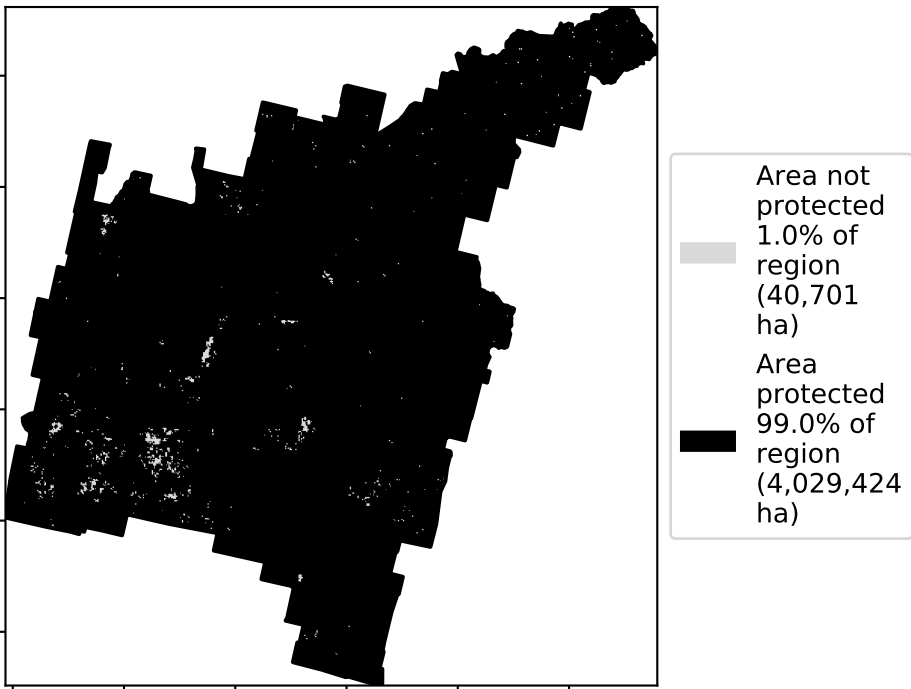 Area not
protected
1.0% of
region
(40,701
ha)
Area
protected
99.0% of
region
(4,029,424
ha)